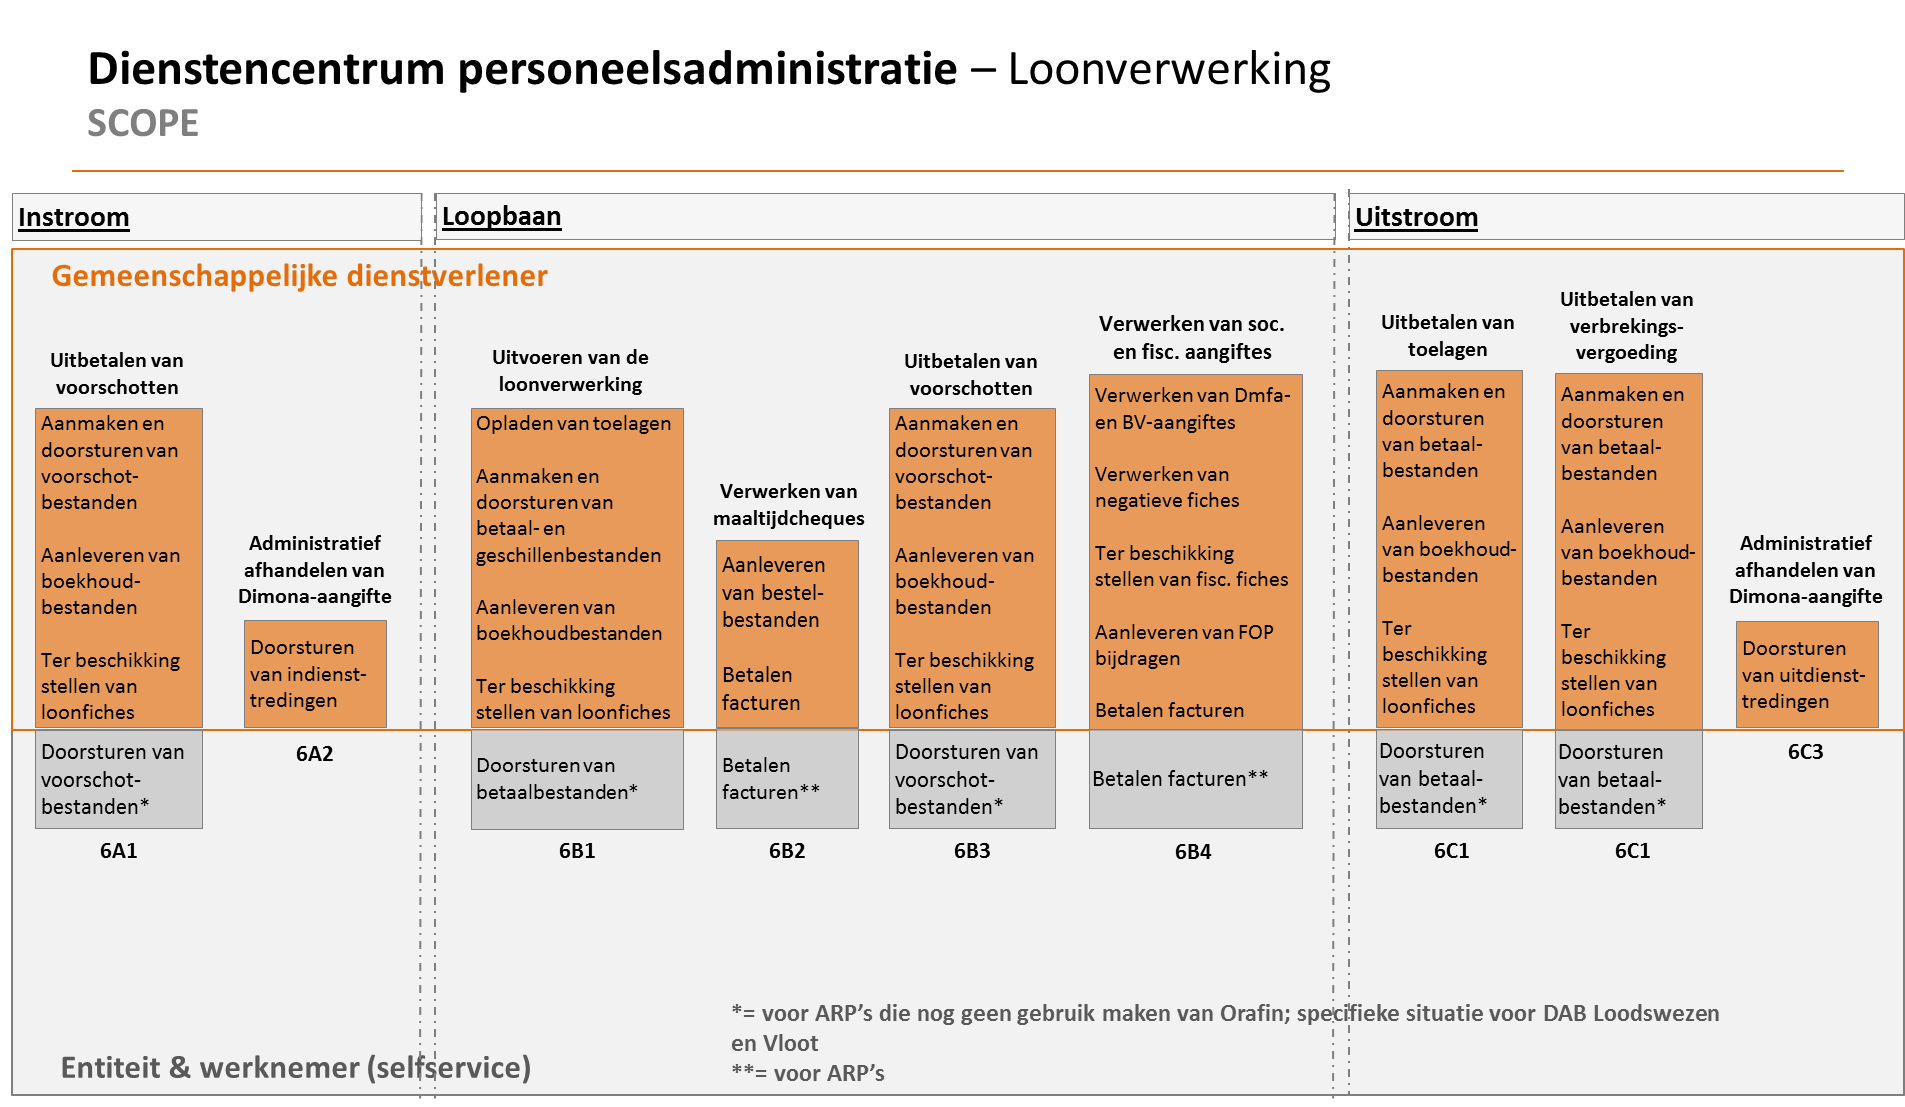 Dienstencentrum personeelsadministratie – Loonverwerking
SCOPE
Instroom
Loopbaan
Uitstroom
Gemeenschappelijke dienstverlener
Uitbetalen van
voorschotten
Aanmaken en
doorsturen van
voorschot-
bestanden
Aanleveren van
boekhoud-
bestanden
Ter beschikking
stellen van
loonfiches
Doorsturen van
voorschot-
bestanden*
6A1
Administratief
afhandelen van
Dimona-aangifte
Doorsturen
van indienst-
tredingen
6A2
Uitvoeren van de
loonverwerking
Opladen van toelagen
Aanmaken en
doorsturen van
betaal- en
geschillenbestanden
Aanleveren van
boekhoudbestanden
Ter beschikking
stellen van loonfiches
Doorsturen van
betaalbestanden*
6B1
Verwerken van
maaltijdcheques
Aanleveren
van bestel-
bestanden
Betalen
facturen
Betalen
facturen**
6B2
Uitbetalen van
voorschotten
Aanmaken en
doorsturen van
voorschot-
bestanden
Aanleveren van
boekhoud-
bestanden
Ter beschikking
stellen van
loonfiches
Doorsturen van
voorschot-
bestanden*
6B3
Verwerken van soc.
en fisc. aangiftes
Verwerken van Dmfa-
en BV-aangiftes
Verwerken van
negatieve fiches
Ter beschikking
stellen van fisc. fiches
Aanleveren van FOP
bijdragen
Betalen facturen
Betalen facturen**
6B4
Uitbetalen van
toelagen
Aanmaken en
doorsturen
van betaal-
bestanden
Aanleveren
van boekhoud-
bestanden
Ter
beschikking
stellen van
loonfiches
Doorsturen
van betaal-
bestanden*
6C1
Uitbetalen van
verbrekings-
vergoeding
Aanmaken en
doorsturen
van betaal-
bestanden
Aanleveren
van boekhoud-
bestanden
Ter
beschikking
stellen van
loonfiches
Doorsturen
van betaal-
bestanden*
6C1
Administratief
afhandelen van
Dimona-aangifte
Doorsturen
van uitdienst-
tredingen
6C3
*= voor ARP’s die nog geen gebruik maken van Orafin; specifieke situatie voor DAB Loodswezen
en Vloot
**= voor ARP’s
Entiteit & werknemer (selfservice)